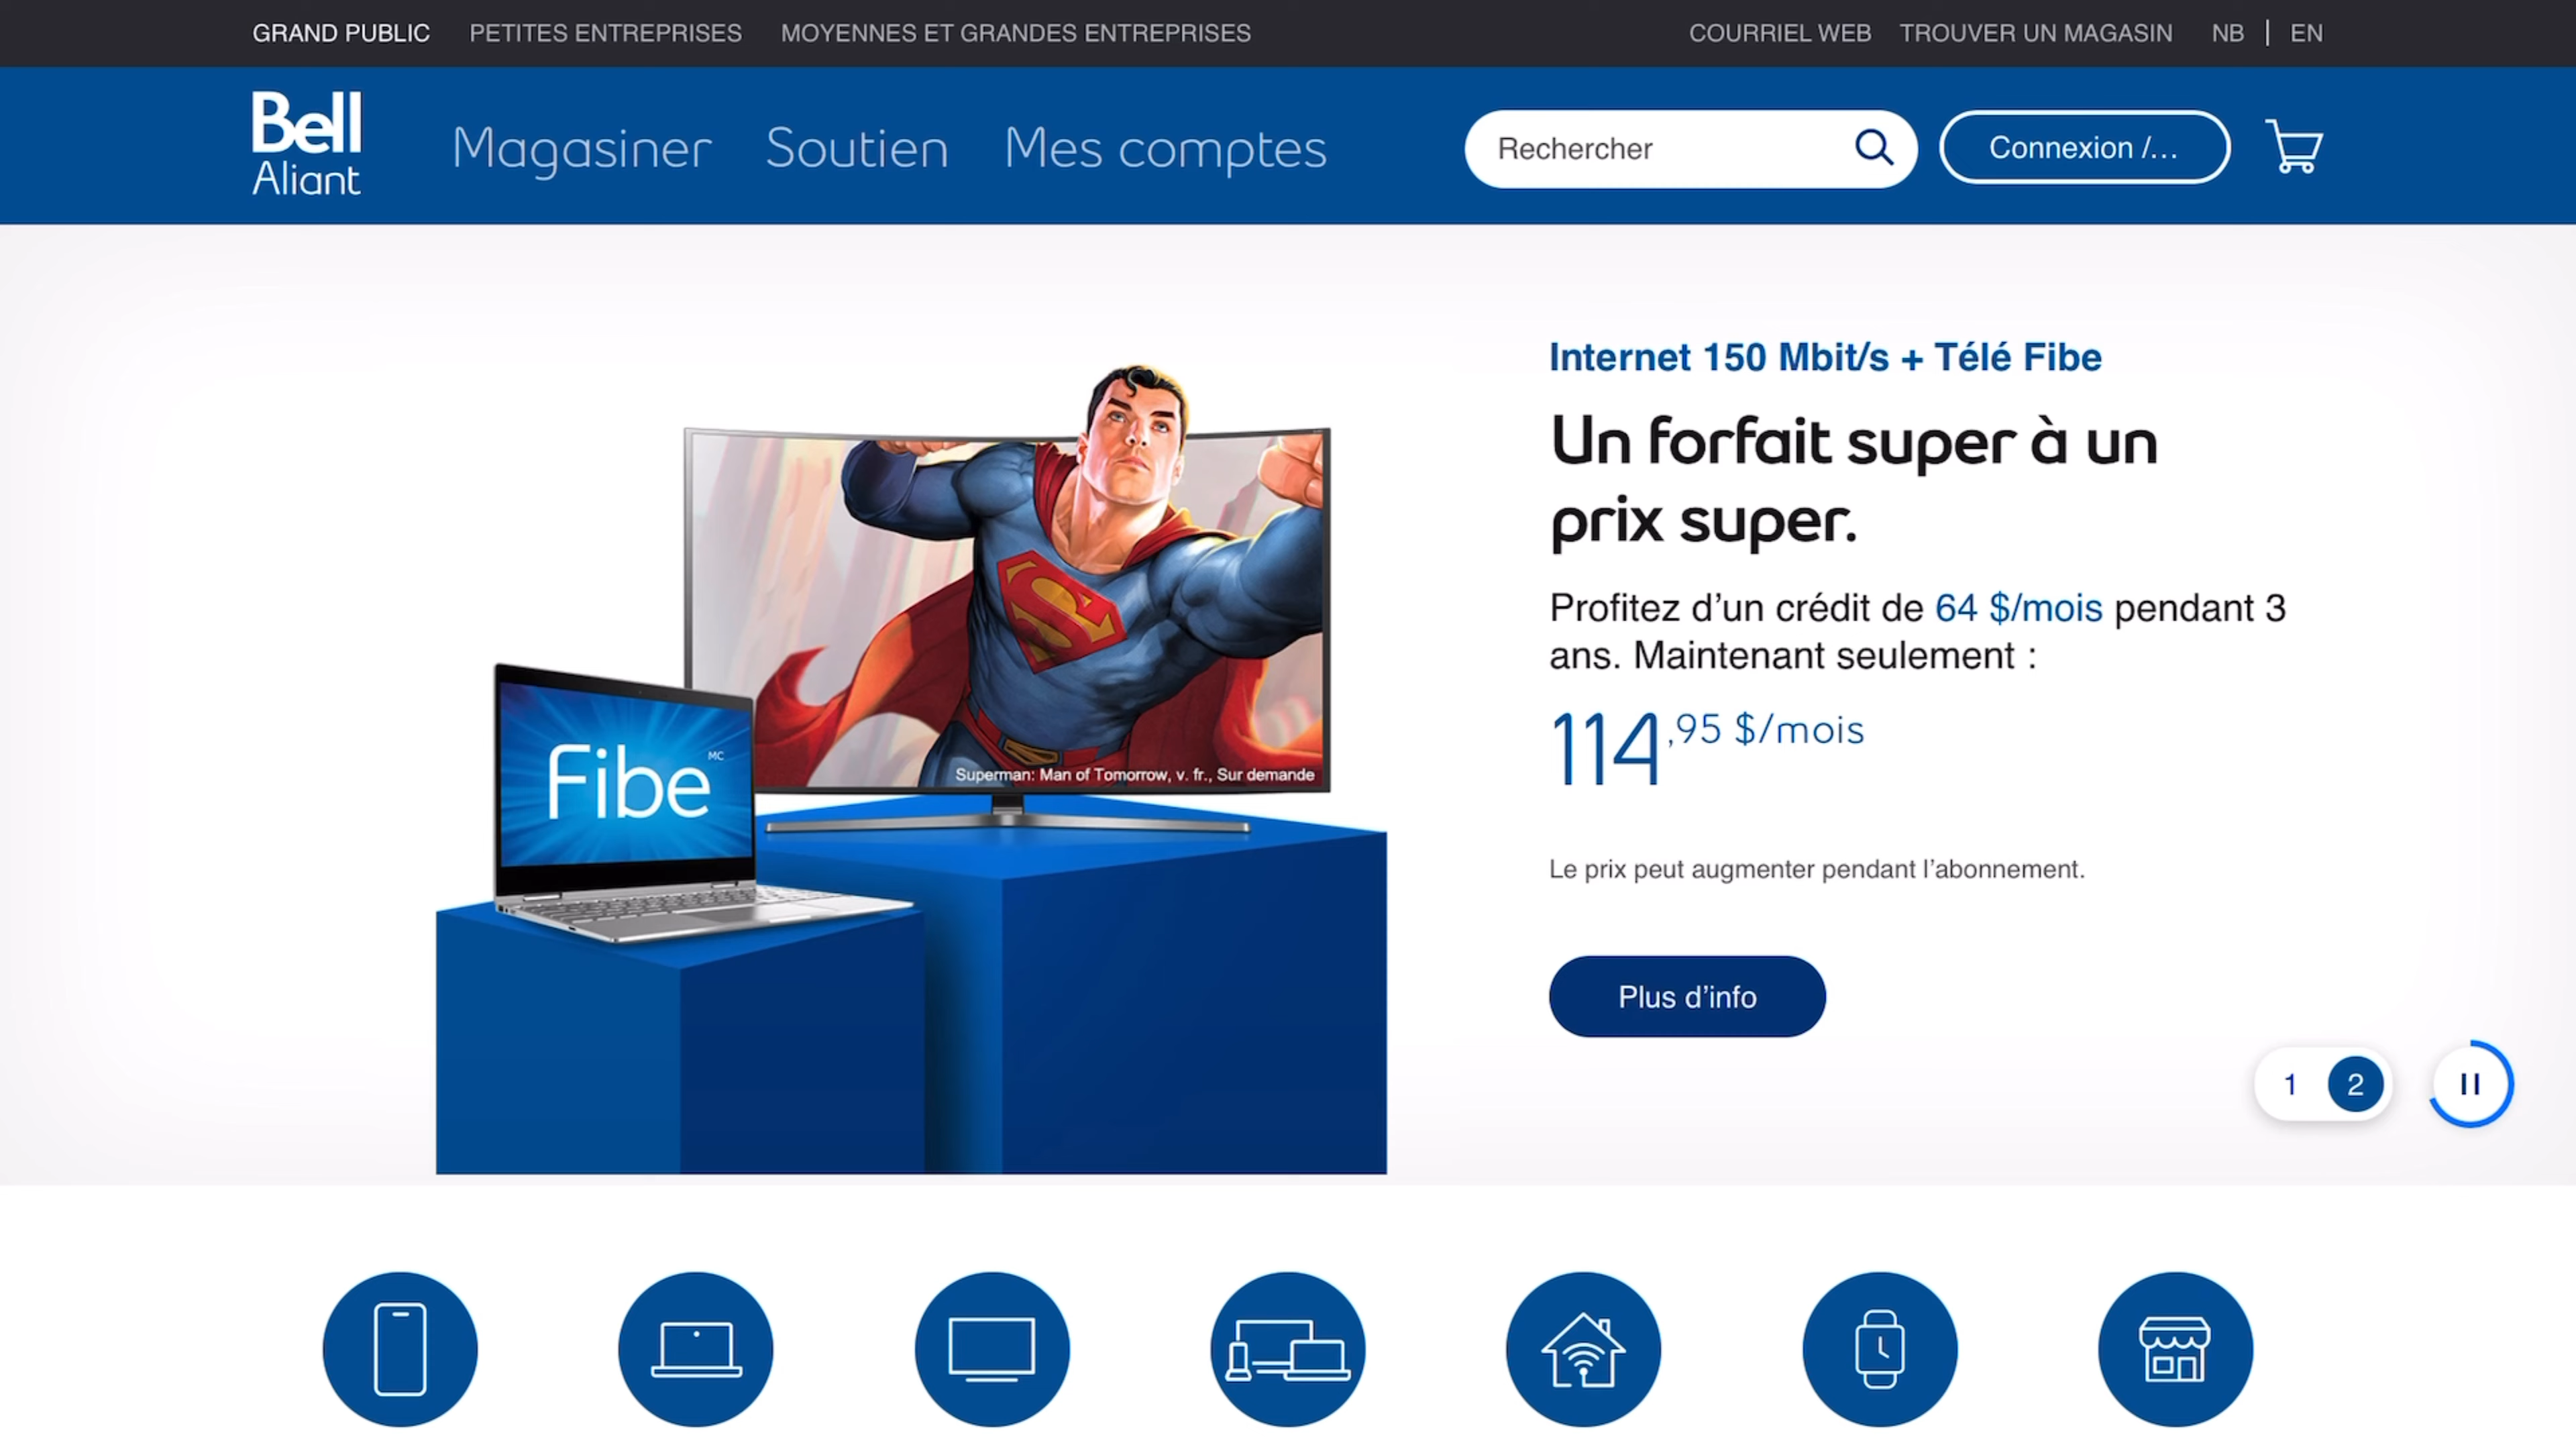 GRAND PUBLIC PETITES ENTREPRISES MOYENNES ET GRANDES ENTREPRISES COURRIEL WEB TROUVER UN MAGASIN NB | EN
Bell
Aliant
Magasiner Soutien Mes comptes Rechercher Connexion /...
Internet 150 Mbit/s + Télé Fibe
Un forfait super à un
prix super.
Profitez d’un crédit de 64 $/mois pendant 3
ans. Maintenant seulement :
114,95 $/mois
Le prix peut augmenter pendant l’abonnement.
Plus d’info
S
Superman: Man of Tomorrow, v. fr., Sur demande
Fibe MC
1 2